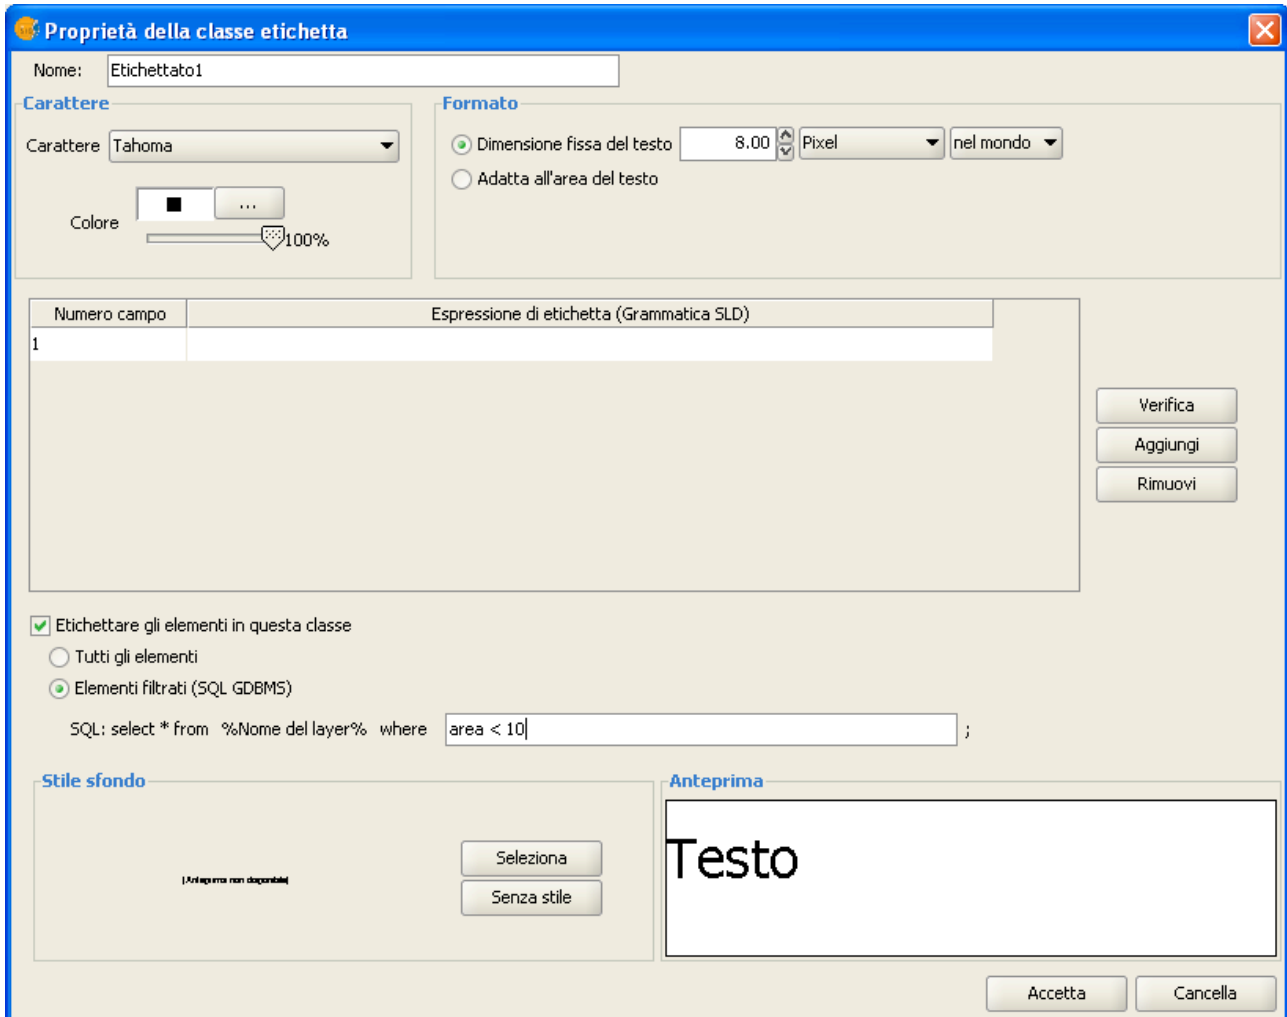 Proprietà della classe etichetta
Nome: Etichettato1
Carattere
Carattere Tahoma
Colore ...
100%
Formato
Dimensione fissa del testo 8.00 Pixel nel mondo
Adatta all'area del testo
Numero campo Espressione di etichetta (Grammatica SLD)
1
Verifica
Aggiungi
Rimuovi
Etichettare gli elementi in questa classe
Tutti gli elementi
Elementi filtrati (SQL GDBMS)
SQL: select * from %Nome del layer% where area < 10 ;
Stile sfondo
[Anteprima non disponibile]
Seleziona
Senza stile
Anteprima
Testo
Accetta Cancella